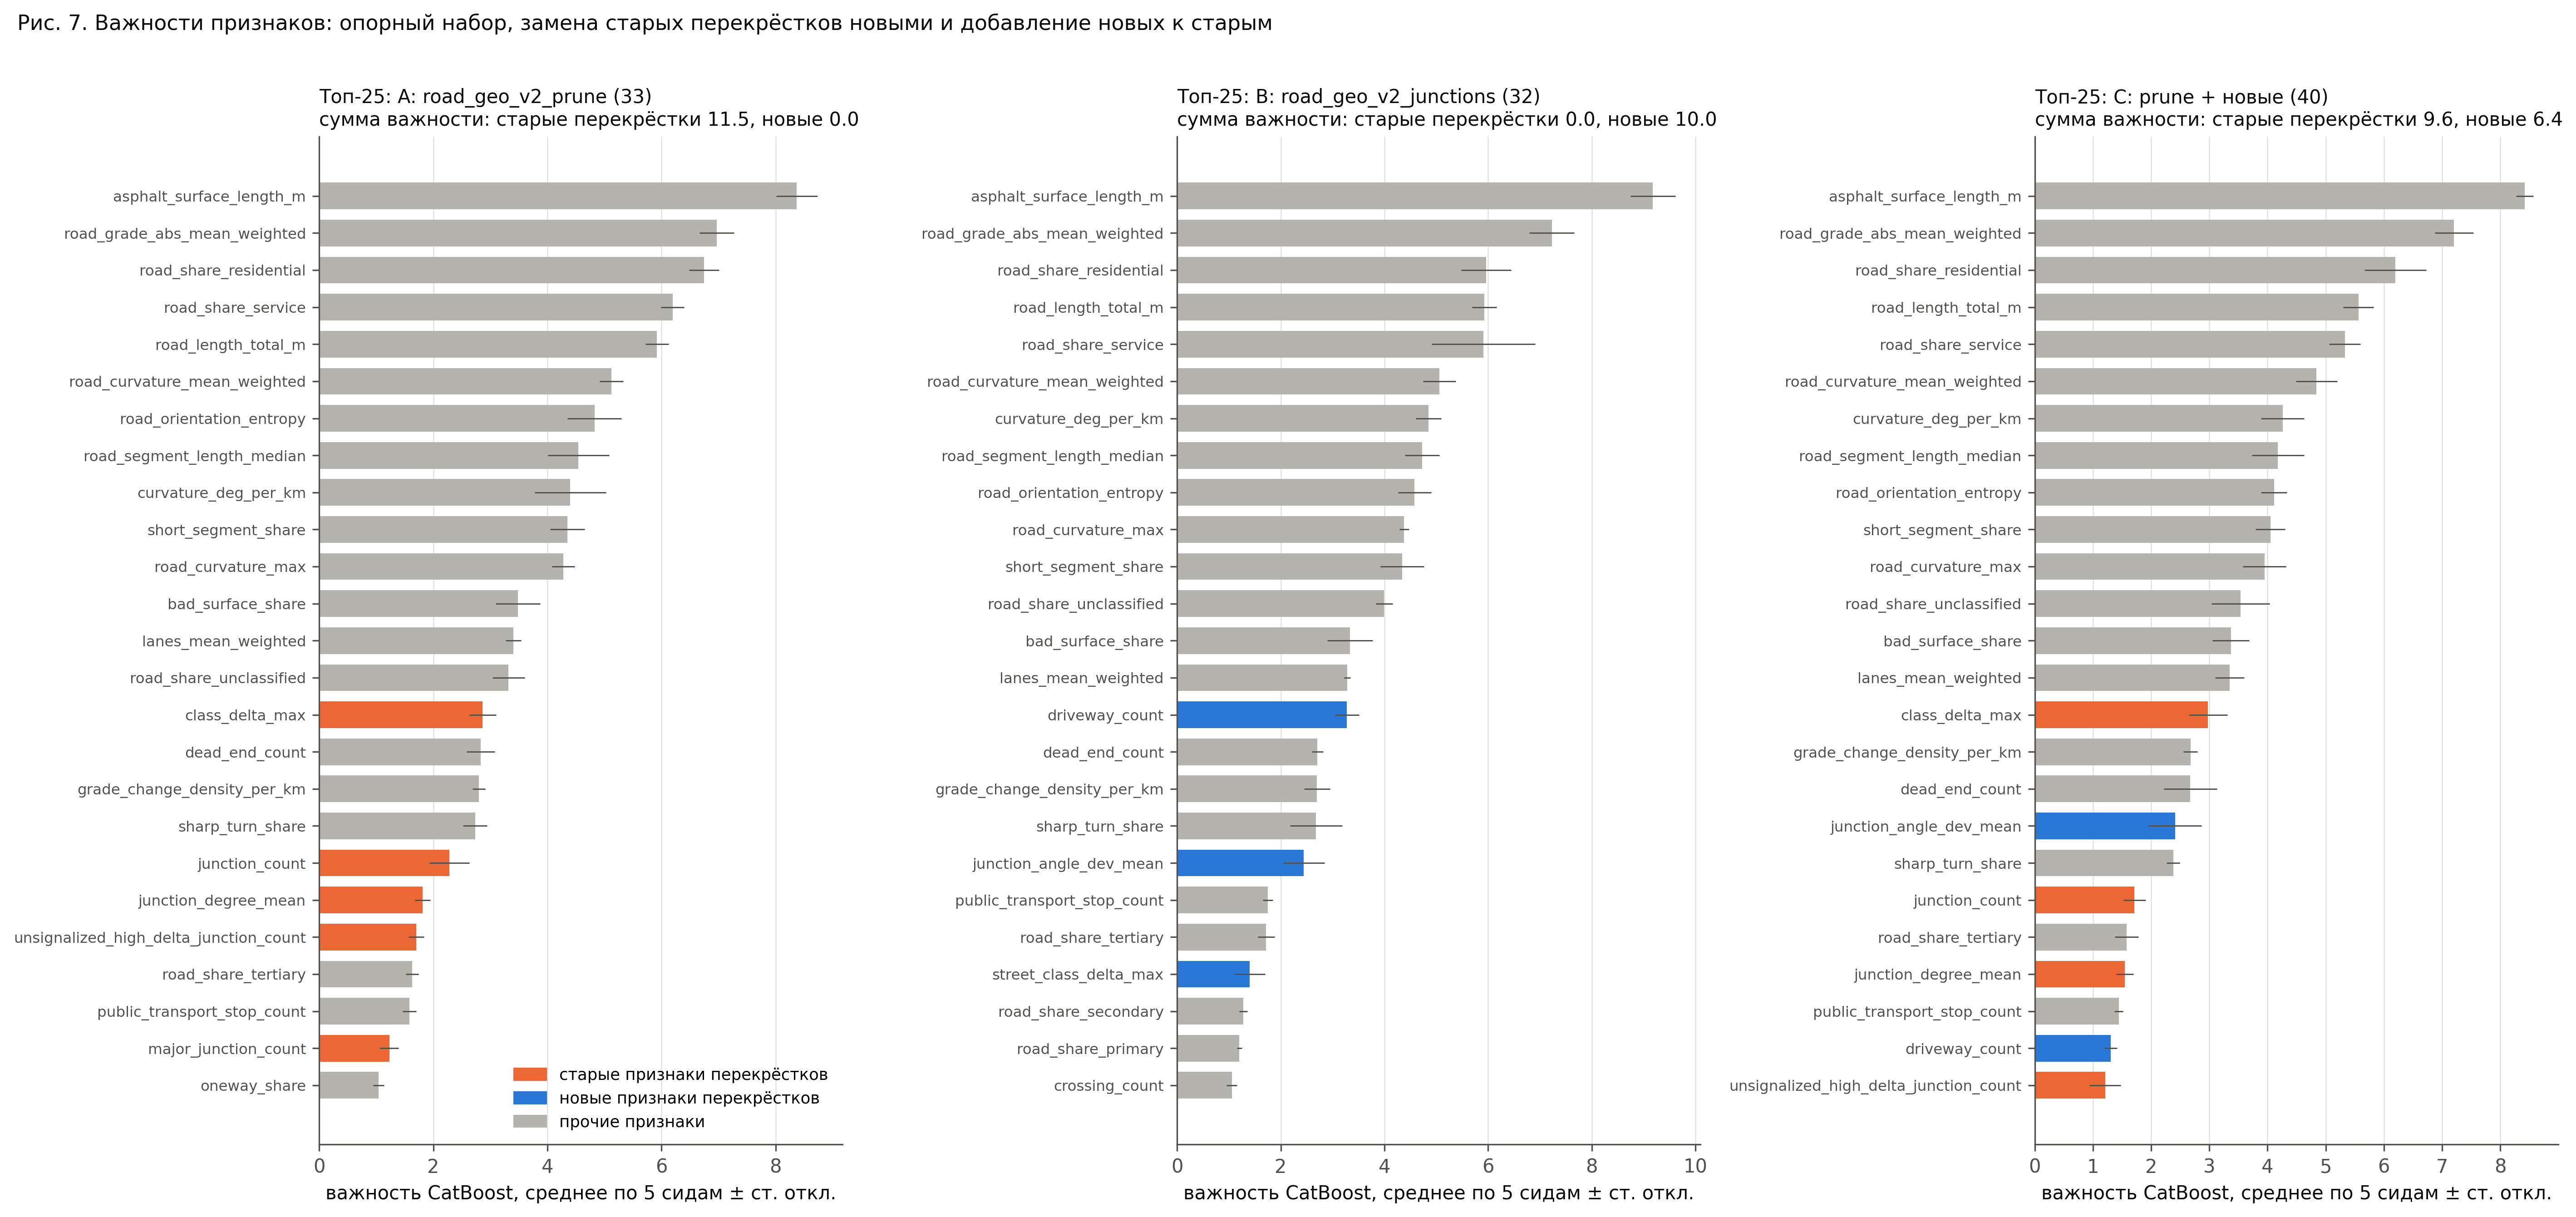 Рис. 7. Важности признаков: опорный набор, замена старых перекрёстков новыми и добавление новых к старым
Топ-25: A: road_geo_v2_prune (33)
сумма важности: старые перекрёстки 11.5, новые 0.0
asphalt_surface_length_m
road_grade_abs_mean_weighted
road_share_residential
road_share_service
road_length_total_m
road_curvature_mean_weighted
road_orientation_entropy
road_segment_length_median
curvature_deg_per_km
short_segment_share
road_curvature_max
bad_surface_share
lanes_mean_weighted
road_share_unclassified
class_delta_max
dead_end_count
grade_change_density_per_km
sharp_turn_share
junction_count
junction_degree_mean
unsignalized_high_delta_junction_count
road_share_tertiary
public_transport_stop_count
major_junction_count
oneway_share
старые признаки перекрёстков
новые признаки перекрёстков
прочие признаки
0 2 4 6 8
важность CatBoost, среднее по 5 сидам ± ст. откл.
Топ-25: B: road_geo_v2_junctions (32)
сумма важности: старые перекрёстки 0.0, новые 10.0
asphalt_surface_length_m
road_grade_abs_mean_weighted
road_share_residential
road_length_total_m
road_share_service
road_curvature_mean_weighted
curvature_deg_per_km
road_segment_length_median
road_orientation_entropy
road_curvature_max
short_segment_share
road_share_unclassified
bad_surface_share
lanes_mean_weighted
driveway_count
dead_end_count
grade_change_density_per_km
sharp_turn_share
junction_angle_dev_mean
public_transport_stop_count
road_share_tertiary
street_class_delta_max
road_share_secondary
road_share_primary
crossing_count
0 2 4 6 8 10
важность CatBoost, среднее по 5 сидам ± ст. откл.
Топ-25: C: prune + новые (40)
сумма важности: старые перекрёстки 9.6, новые 6.4
asphalt_surface_length_m
road_grade_abs_mean_weighted
road_share_residential
road_length_total_m
road_share_service
road_curvature_mean_weighted
curvature_deg_per_km
road_segment_length_median
road_orientation_entropy
short_segment_share
road_curvature_max
road_share_unclassified
bad_surface_share
lanes_mean_weighted
class_delta_max
grade_change_density_per_km
dead_end_count
junction_angle_dev_mean
sharp_turn_share
junction_count
road_share_tertiary
junction_degree_mean
public_transport_stop_count
driveway_count
unsignalized_high_delta_junction_count
0 1 2 3 4 5 6 7 8
важность CatBoost, среднее по 5 сидам ± ст. откл.